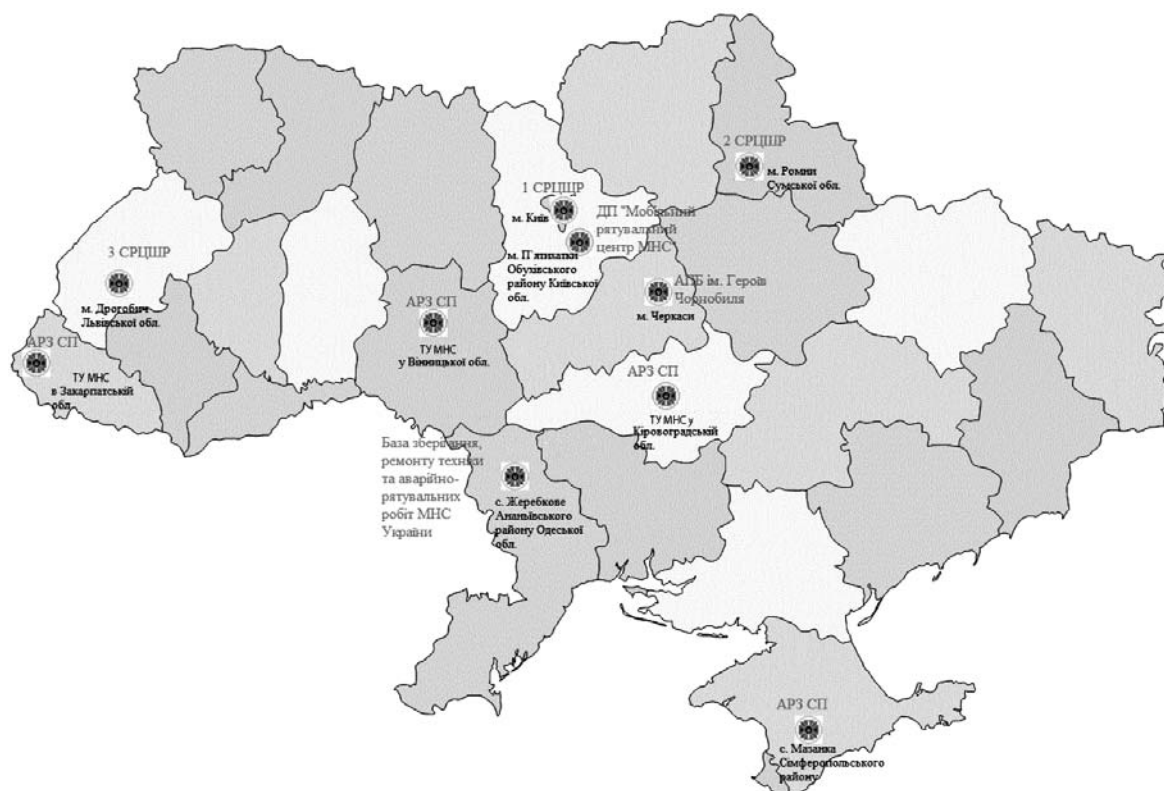 2 СРЦШР
м. Ромни
Сумської обл.
1 СРЦШР
м. Київ
ДП "Мобільний
рятувальний
центр МНС"
м. П`ятихатки
Обухівського
району Київської
обл.
3 СРЦШР
м. Дрогобич
Львівської обл.
АПБ ім. Героїв
Чорнобиля
м. Черкаси
АРЗ СП
ТУ МНС
у Вінницької обл.
АРЗ СП
ТУ МНС
в Закарпатській
обл.
АРЗ СП
ТУ МНС у
Кіровоградській
обл.
База зберігання,
ремонту техніки
та аварійно-
рятувальних
робіт МНС
України
с. Жеребкове
Ананьївського
району Одеської
обл.
АРЗ СП
с. Мазанка
Сімферопольського
району